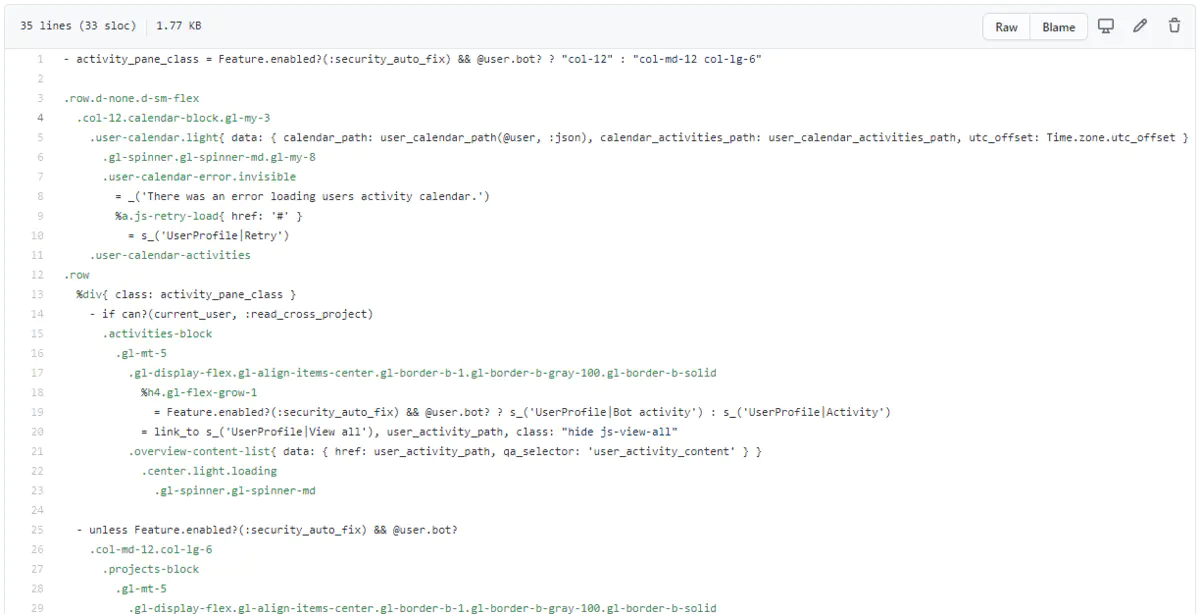 35 lines (33 sloc) 1.77 KB
Raw Blame
1 - activity_pane_class = Feature.enabled?(:security_auto_fix) && @user.bot? ? "col-12" : "col-md-12 col-lg-6"
2
3 .row.d-none.d-sm-flex
4 .col-12.calendar-block.gl-my-3
5 .user-calendar.light{ data: { calendar_path: user_calendar_path(@user, :json), calendar_activities_path: user_calendar_activities_path, utc_offset: Time.zone.utc_offset }
6 .gl-spinner.gl-spinner-md.gl-my-8
7 .user-calendar-error.invisible
8 = _('There was an error loading users activity calendar.')
9 %a.js-retry-load{ href: '#' }
10 = s_('UserProfile|Retry')
11 .user-calendar-activities
12 .row
13 %div{ class: activity_pane_class }
14 - if can?(current_user, :read_cross_project)
15 .activities-block
16 .gl-mt-5
17 .gl-display-flex.gl-align-items-center.gl-border-b-1.gl-border-b-gray-100.gl-border-b-solid
18 %h4.gl-flex-grow-1
19 = Feature.enabled?(:security_auto_fix) && @user.bot? ? s_('UserProfile|Bot activity') : s_('UserProfile|Activity')
20 = link_to s_('UserProfile|View all'), user_activity_path, class: "hide js-view-all"
21 .overview-content-list{ data: { href: user_activity_path, qa_selector: 'user_activity_content' } }
22 .center.light.loading
23 .gl-spinner.gl-spinner-md
24
25 - unless Feature.enabled?(:security_auto_fix) && @user.bot?
26 .col-md-12.col-lg-6
27 .projects-block
28 .gl-mt-5
29 .gl-display-flex.gl-align-items-center.gl-border-b-1.gl-border-b-gray-100.gl-border-b-solid